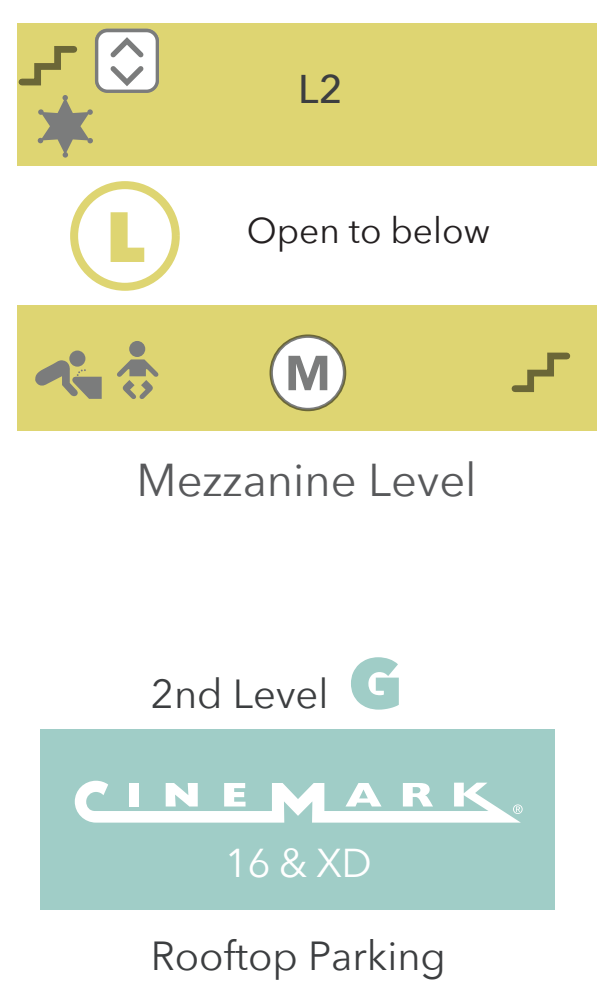 L2
L
Open to below
M
Mezzanine Level
2nd Level G
CINEMARK®
16 & XD
Rooftop Parking